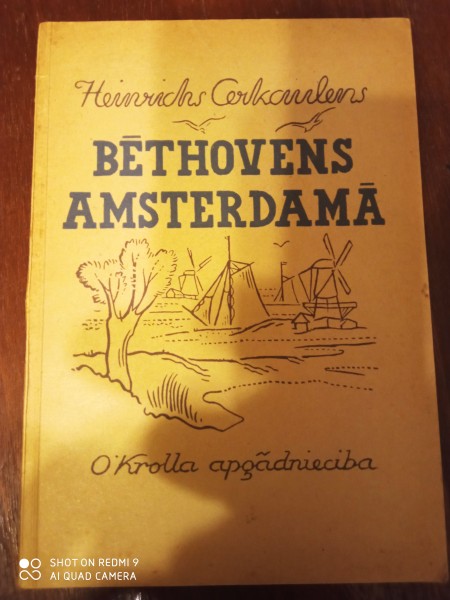 Heinrichs Cerkaulens
BĒTHOVENS
AMSTERDAMĀ
O'Krolla apgādniecība
SHOT ON REDMI 9
AI QUAD CAMERA